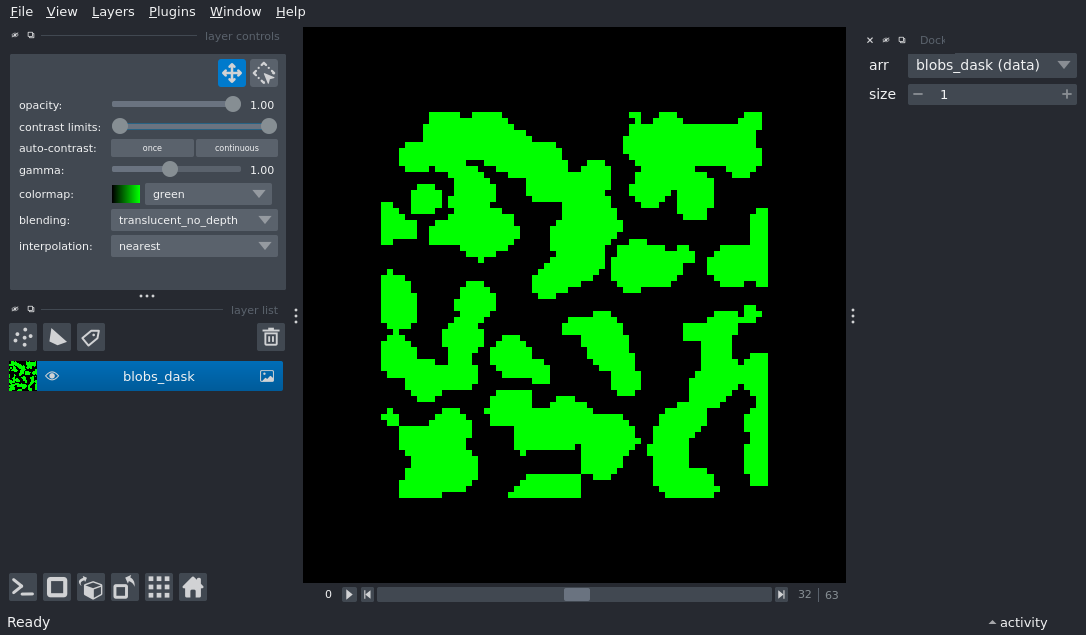 File View Layers Plugins Window Help
layer controls
opacity: 1.00
contrast limits:
auto-contrast: once continuous
gamma: 1.00
colormap: green
blending: translucent_no_depth
interpolation: nearest
layer list
blobs_dask
0 32 63
Ready
activity
Dock
arr blobs_dask (data)
size 1